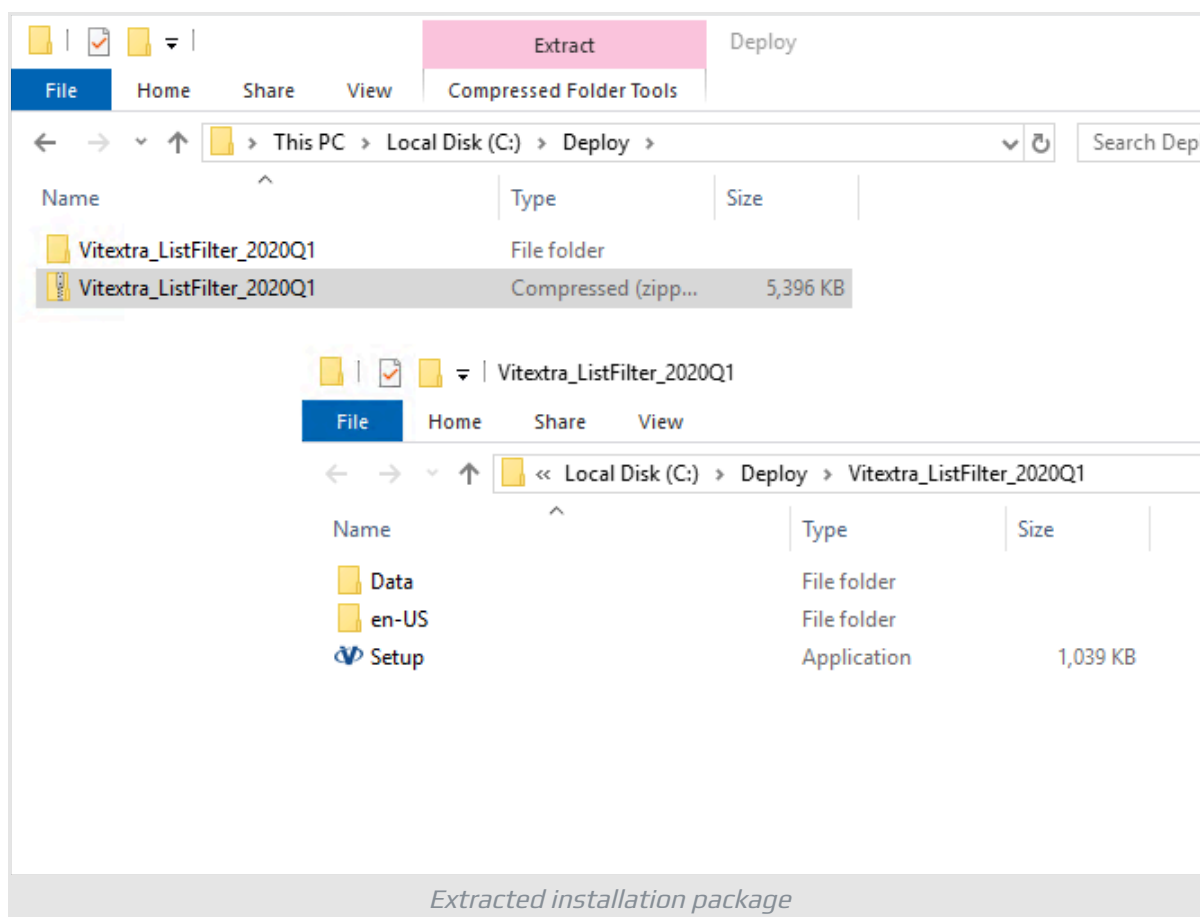 Extract Deploy
File Home Share View Compressed Folder Tools
This PC > Local Disk (C:) > Deploy > Search Dep
Name Type Size
Vitextra_ListFilter_2020Q1 File folder
Vitextra_ListFilter_2020Q1 Compressed (zipp... 5,396 KB
Vitextra_ListFilter_2020Q1
File Home Share View
« Local Disk (C:) > Deploy > Vitextra_ListFilter_2020Q1
Name Type Size
Data File folder
en-US File folder
Setup Application 1,039 KB
Extracted installation package